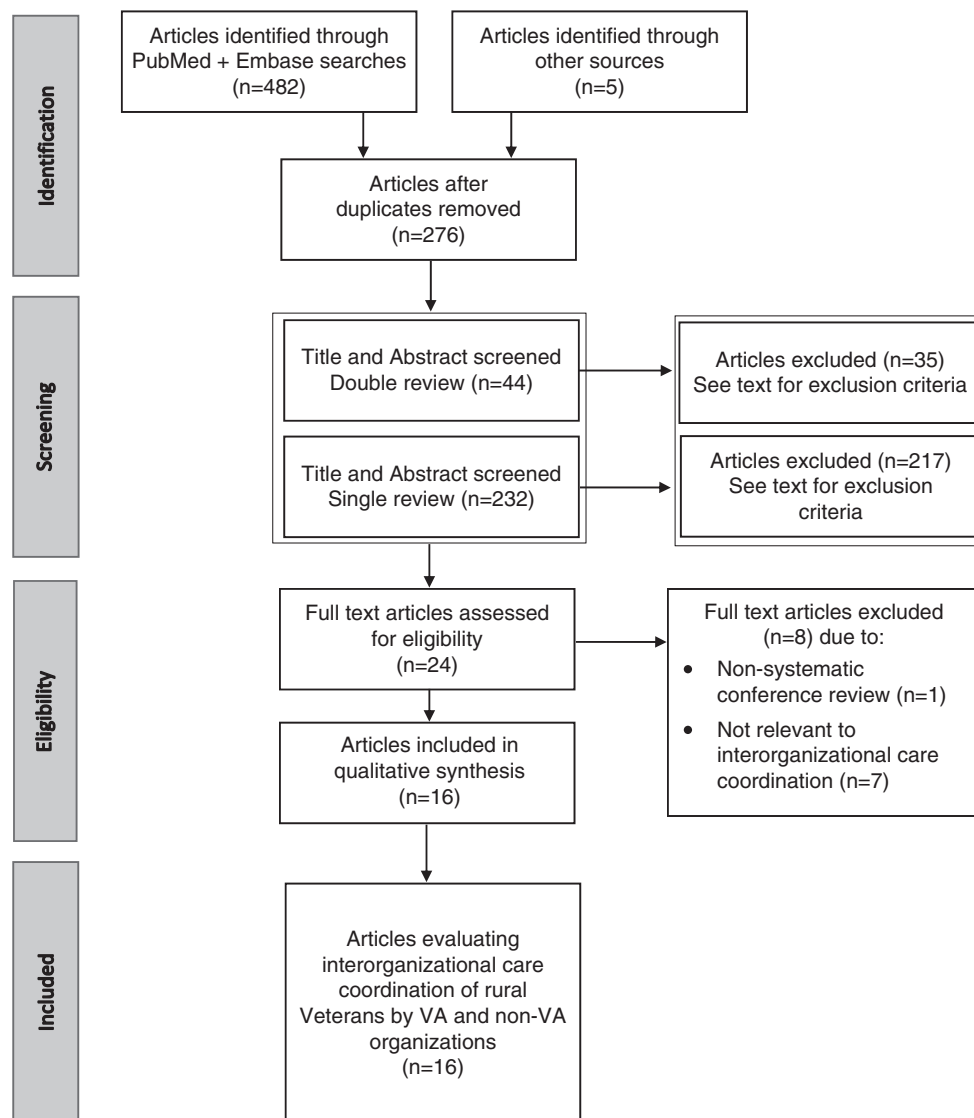 Identification
Articles identified through
PubMed + Embase searches
(n=482)
Articles identified through
other sources
(n=5)
Articles after
duplicates removed
(n=276)
Screening
Title and Abstract screened
Double review (n=44)
Articles excluded (n=35)
See text for exclusion criteria
Title and Abstract screened
Single review (n=232)
Articles excluded (n=217)
See text for exclusion
criteria
Eligibility
Full text articles assessed
for eligibility
(n=24)
Full text articles excluded
(n=8) due to:
• Non-systematic
conference review (n=1)
• Not relevant to
interorganizational care
coordination (n=7)
Articles included in
qualitative synthesis
(n=16)
Included
Articles evaluating
interorganizational care
coordination of rural
Veterans by VA and non-VA
organizations
(n=16)